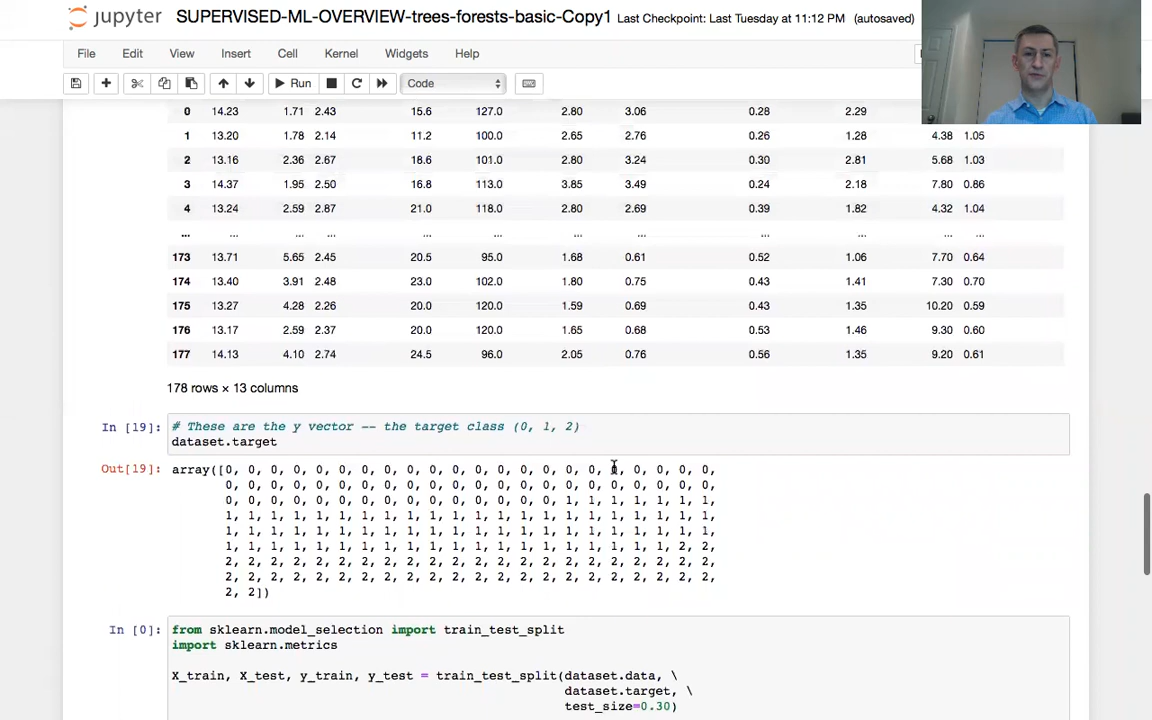 jupyter SUPERVISED-ML-OVERVIEW-trees-forests-basic-Copy1 Last Checkpoint: Last Tuesday at 11:12 PM (autosaved)
File Edit View Insert Cell Kernel Widgets Help
Run Code
0 14.23 1.71 2.43 15.6 127.0 2.80 3.06 0.28 2.29
1 13.20 1.78 2.14 11.2 100.0 2.65 2.76 0.26 1.28 4.38 1.05
2 13.16 2.36 2.67 18.6 101.0 2.80 3.24 0.30 2.81 5.68 1.03
3 14.37 1.95 2.50 16.8 113.0 3.85 3.49 0.24 2.18 7.80 0.86
4 13.24 2.59 2.87 21.0 118.0 2.80 2.69 0.39 1.82 4.32 1.04
... ... ... ... ... ... ... ... ... ... ... ...
173 13.71 5.65 2.45 20.5 95.0 1.68 0.61 0.52 1.06 7.70 0.64
174 13.40 3.91 2.48 23.0 102.0 1.80 0.75 0.43 1.41 7.30 0.70
175 13.27 4.28 2.26 20.0 120.0 1.59 0.69 0.43 1.35 10.20 0.59
176 13.17 2.59 2.37 20.0 120.0 1.65 0.68 0.53 1.46 9.30 0.60
177 14.13 4.10 2.74 24.5 96.0 2.05 0.76 0.56 1.35 9.20 0.61
178 rows × 13 columns
In [19]: # These are the y vector -- the target class (0, 1, 2)
dataset.target
Out[19]: array([0, 0, 0, 0, 0, 0, 0, 0, 0, 0, 0, 0, 0, 0, 0, 0, 0, 0, 0, 0, 0, 0,
0, 0, 0, 0, 0, 0, 0, 0, 0, 0, 0, 0, 0, 0, 0, 0, 0, 0, 0, 0, 0, 0,
0, 0, 0, 0, 0, 0, 0, 0, 0, 0, 0, 0, 0, 0, 0, 1, 1, 1, 1, 1, 1, 1,
1, 1, 1, 1, 1, 1, 1, 1, 1, 1, 1, 1, 1, 1, 1, 1, 1, 1, 1, 1, 1, 1,
1, 1, 1, 1, 1, 1, 1, 1, 1, 1, 1, 1, 1, 1, 1, 1, 1, 1, 1, 1, 1, 1,
1, 1, 1, 1, 1, 1, 1, 1, 1, 1, 1, 1, 1, 1, 1, 1, 1, 1, 1, 1, 2, 2,
2, 2, 2, 2, 2, 2, 2, 2, 2, 2, 2, 2, 2, 2, 2, 2, 2, 2, 2, 2, 2, 2,
2, 2, 2, 2, 2, 2, 2, 2, 2, 2, 2, 2, 2, 2, 2, 2, 2, 2, 2, 2, 2, 2,
2, 2])
In [0]: from sklearn.model_selection import train_test_split
import sklearn.metrics
X_train, X_test, y_train, y_test = train_test_split(dataset.data, \
dataset.target, \
test_size=0.30)